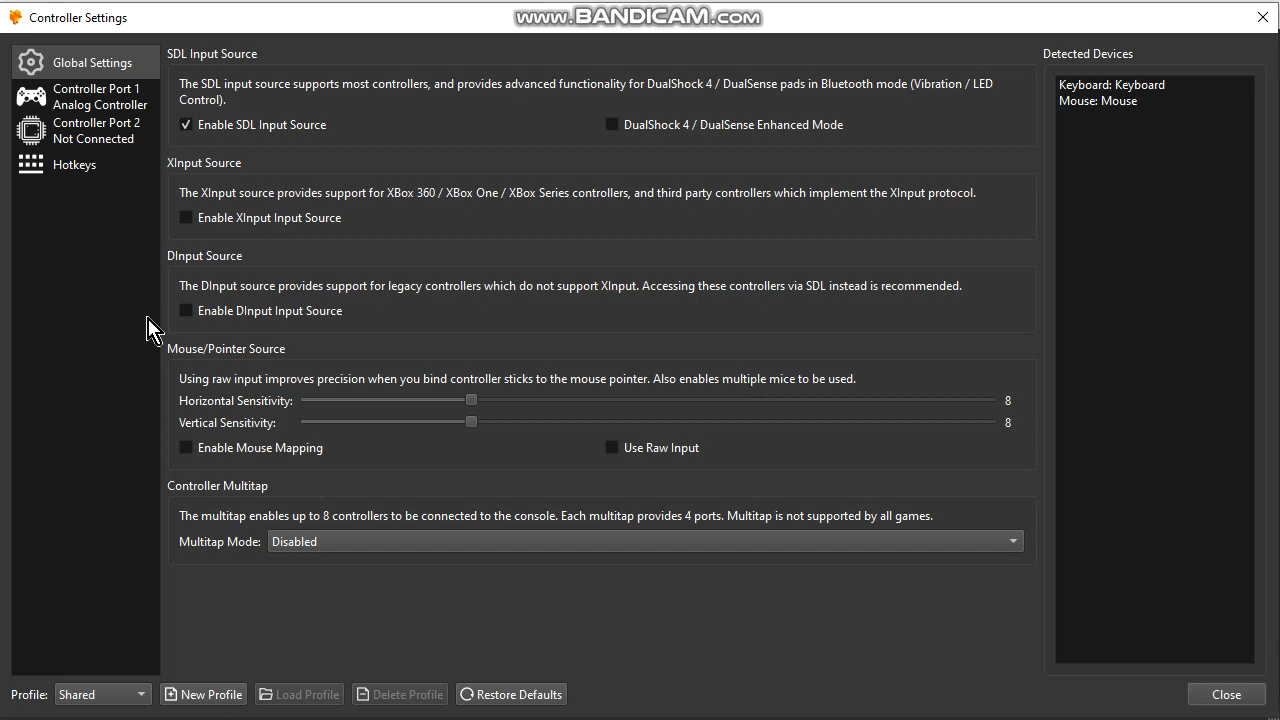 Controller Settings
www.BANDICAM.com
Global Settings
Controller Port 1
Analog Controller
Controller Port 2
Not Connected
Hotkeys
SDL Input Source
The SDL input source supports most controllers, and provides advanced functionality for DualShock 4 / DualSense pads in Bluetooth mode (Vibration / LED
Control).
Enable SDL Input Source
DualShock 4 / DualSense Enhanced Mode
XInput Source
The XInput source provides support for XBox 360 / XBox One / XBox Series controllers, and third party controllers which implement the XInput protocol.
Enable XInput Input Source
DInput Source
The DInput source provides support for legacy controllers which do not support XInput. Accessing these controllers via SDL instead is recommended.
Enable DInput Input Source
Mouse/Pointer Source
Using raw input improves precision when you bind controller sticks to the mouse pointer. Also enables multiple mice to be used.
Horizontal Sensitivity: 8
Vertical Sensitivity: 8
Enable Mouse Mapping
Use Raw Input
Controller Multitap
The multitap enables up to 8 controllers to be connected to the console. Each multitap provides 4 ports. Multitap is not supported by all games.
Multitap Mode: Disabled
Detected Devices
Keyboard: Keyboard
Mouse: Mouse
Profile: Shared
New Profile
Load Profile
Delete Profile
Restore Defaults
Close